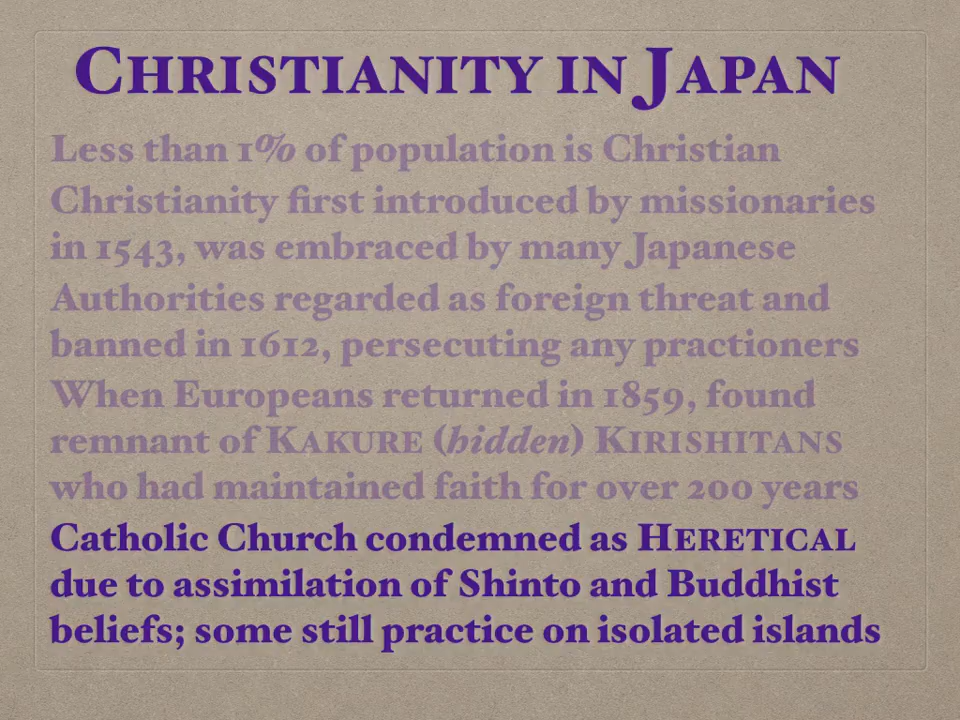 CHRISTIANITY IN JAPAN
Less than 1% of population is Christian
Christianity first introduced by missionaries
in 1543, was embraced by many Japanese
Authorities regarded as foreign threat and
banned in 1612, persecuting any practioners
When Europeans returned in 1859, found
remnant of KAKURE (hidden) KIRISHITANS
who had maintained faith for over 200 years
Catholic Church condemned as HERETICAL
due to assimilation of Shinto and Buddhist
beliefs; some still practice on isolated islands